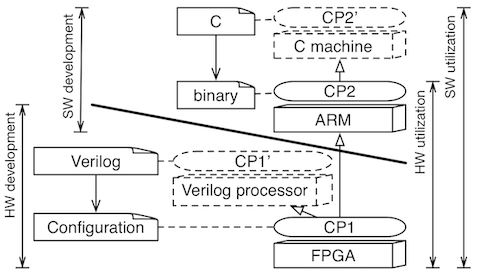 C
CP2'
C machine
binary
CP2
ARM
Verilog
CP1'
Verilog processor
Configuration
CP1
FPGA
SW development
HW development
HW utilization
SW utilization